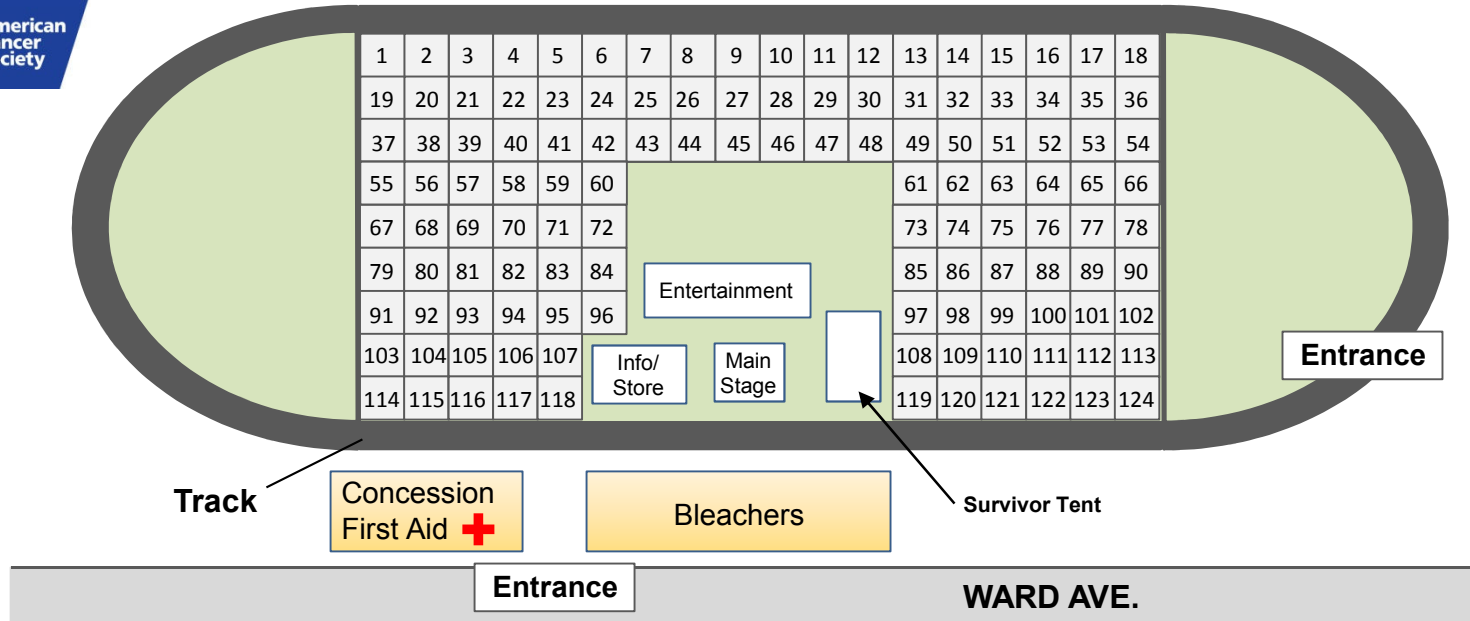 merican
ncer
ciety
1 2 3 4 5 6 7 8 9 10 11 12 13 14 15 16 17 18
19 20 21 22 23 24 25 26 27 28 29 30 31 32 33 34 35 36
37 38 39 40 41 42 43 44 45 46 47 48 49 50 51 52 53 54
55 56 57 58 59 60 61 62 63 64 65 66
67 68 69 70 71 72 73 74 75 76 77 78
79 80 81 82 83 84 85 86 87 88 89 90
Entertainment
91 92 93 94 95 96 97 98 99 100 101 102
103 104 105 106 107 108 109 110 111 112 113
Info/
Store
Main
Stage
Entrance
114 115 116 117 118 119 120 121 122 123 124
Track
Concession
First Aid
Bleachers
Survivor Tent
Entrance
WARD AVE.